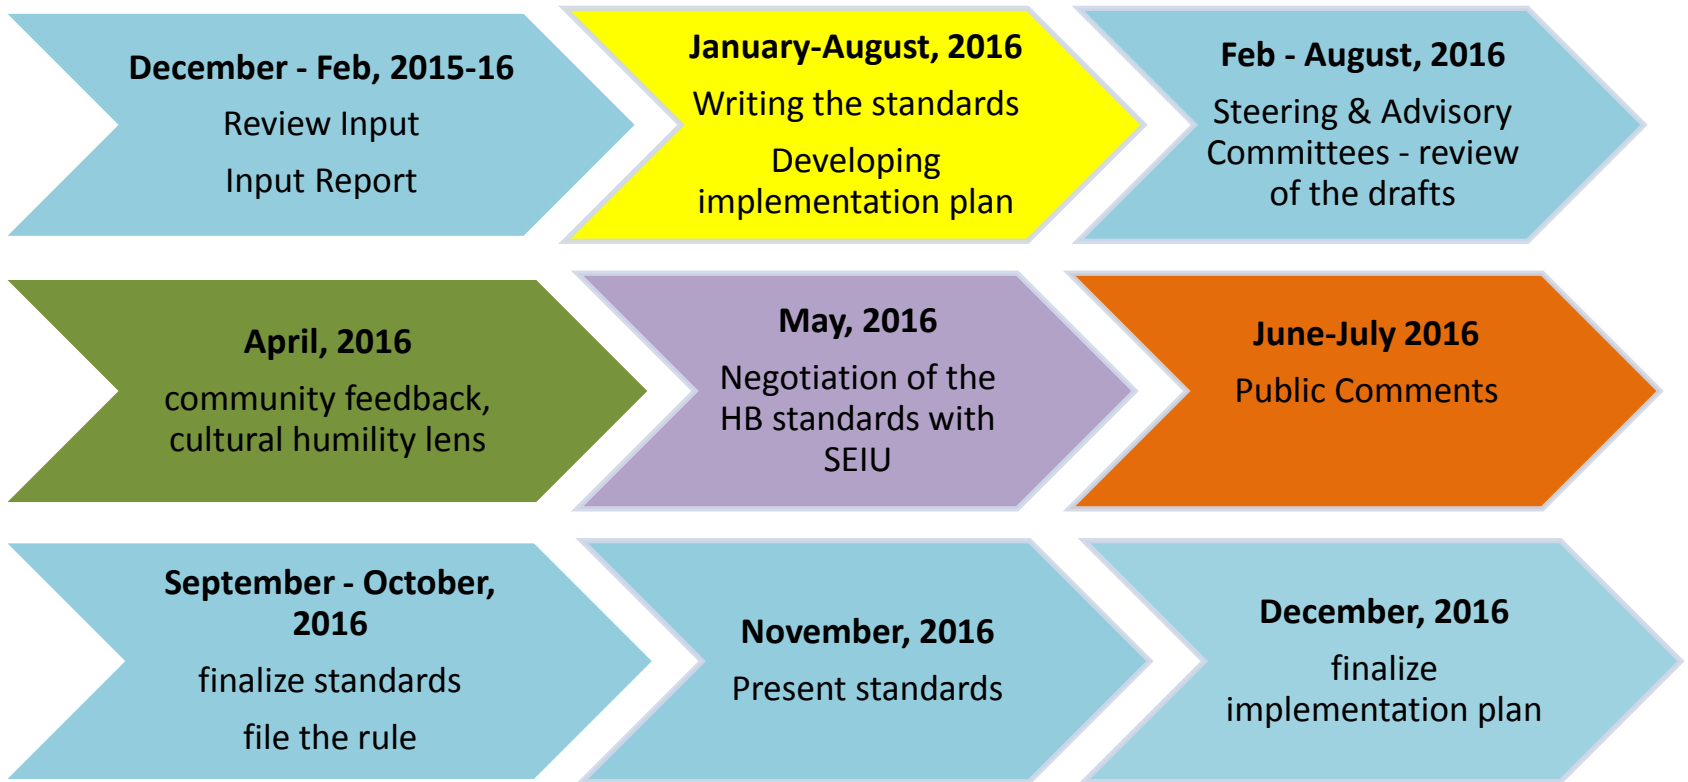 December - Feb, 2015-16
Review Input
Input Report
January-August, 2016
Writing the standards
Developing
implementation plan
Feb - August, 2016
Steering & Advisory
Committees - review
of the drafts
April, 2016
community feedback,
cultural humility lens
May, 2016
Negotiation of the
HB standards with
SEIU
June-July 2016
Public Comments
September - October,
2016
finalize standards
file the rule
November, 2016
Present standards
December, 2016
finalize
implementation plan